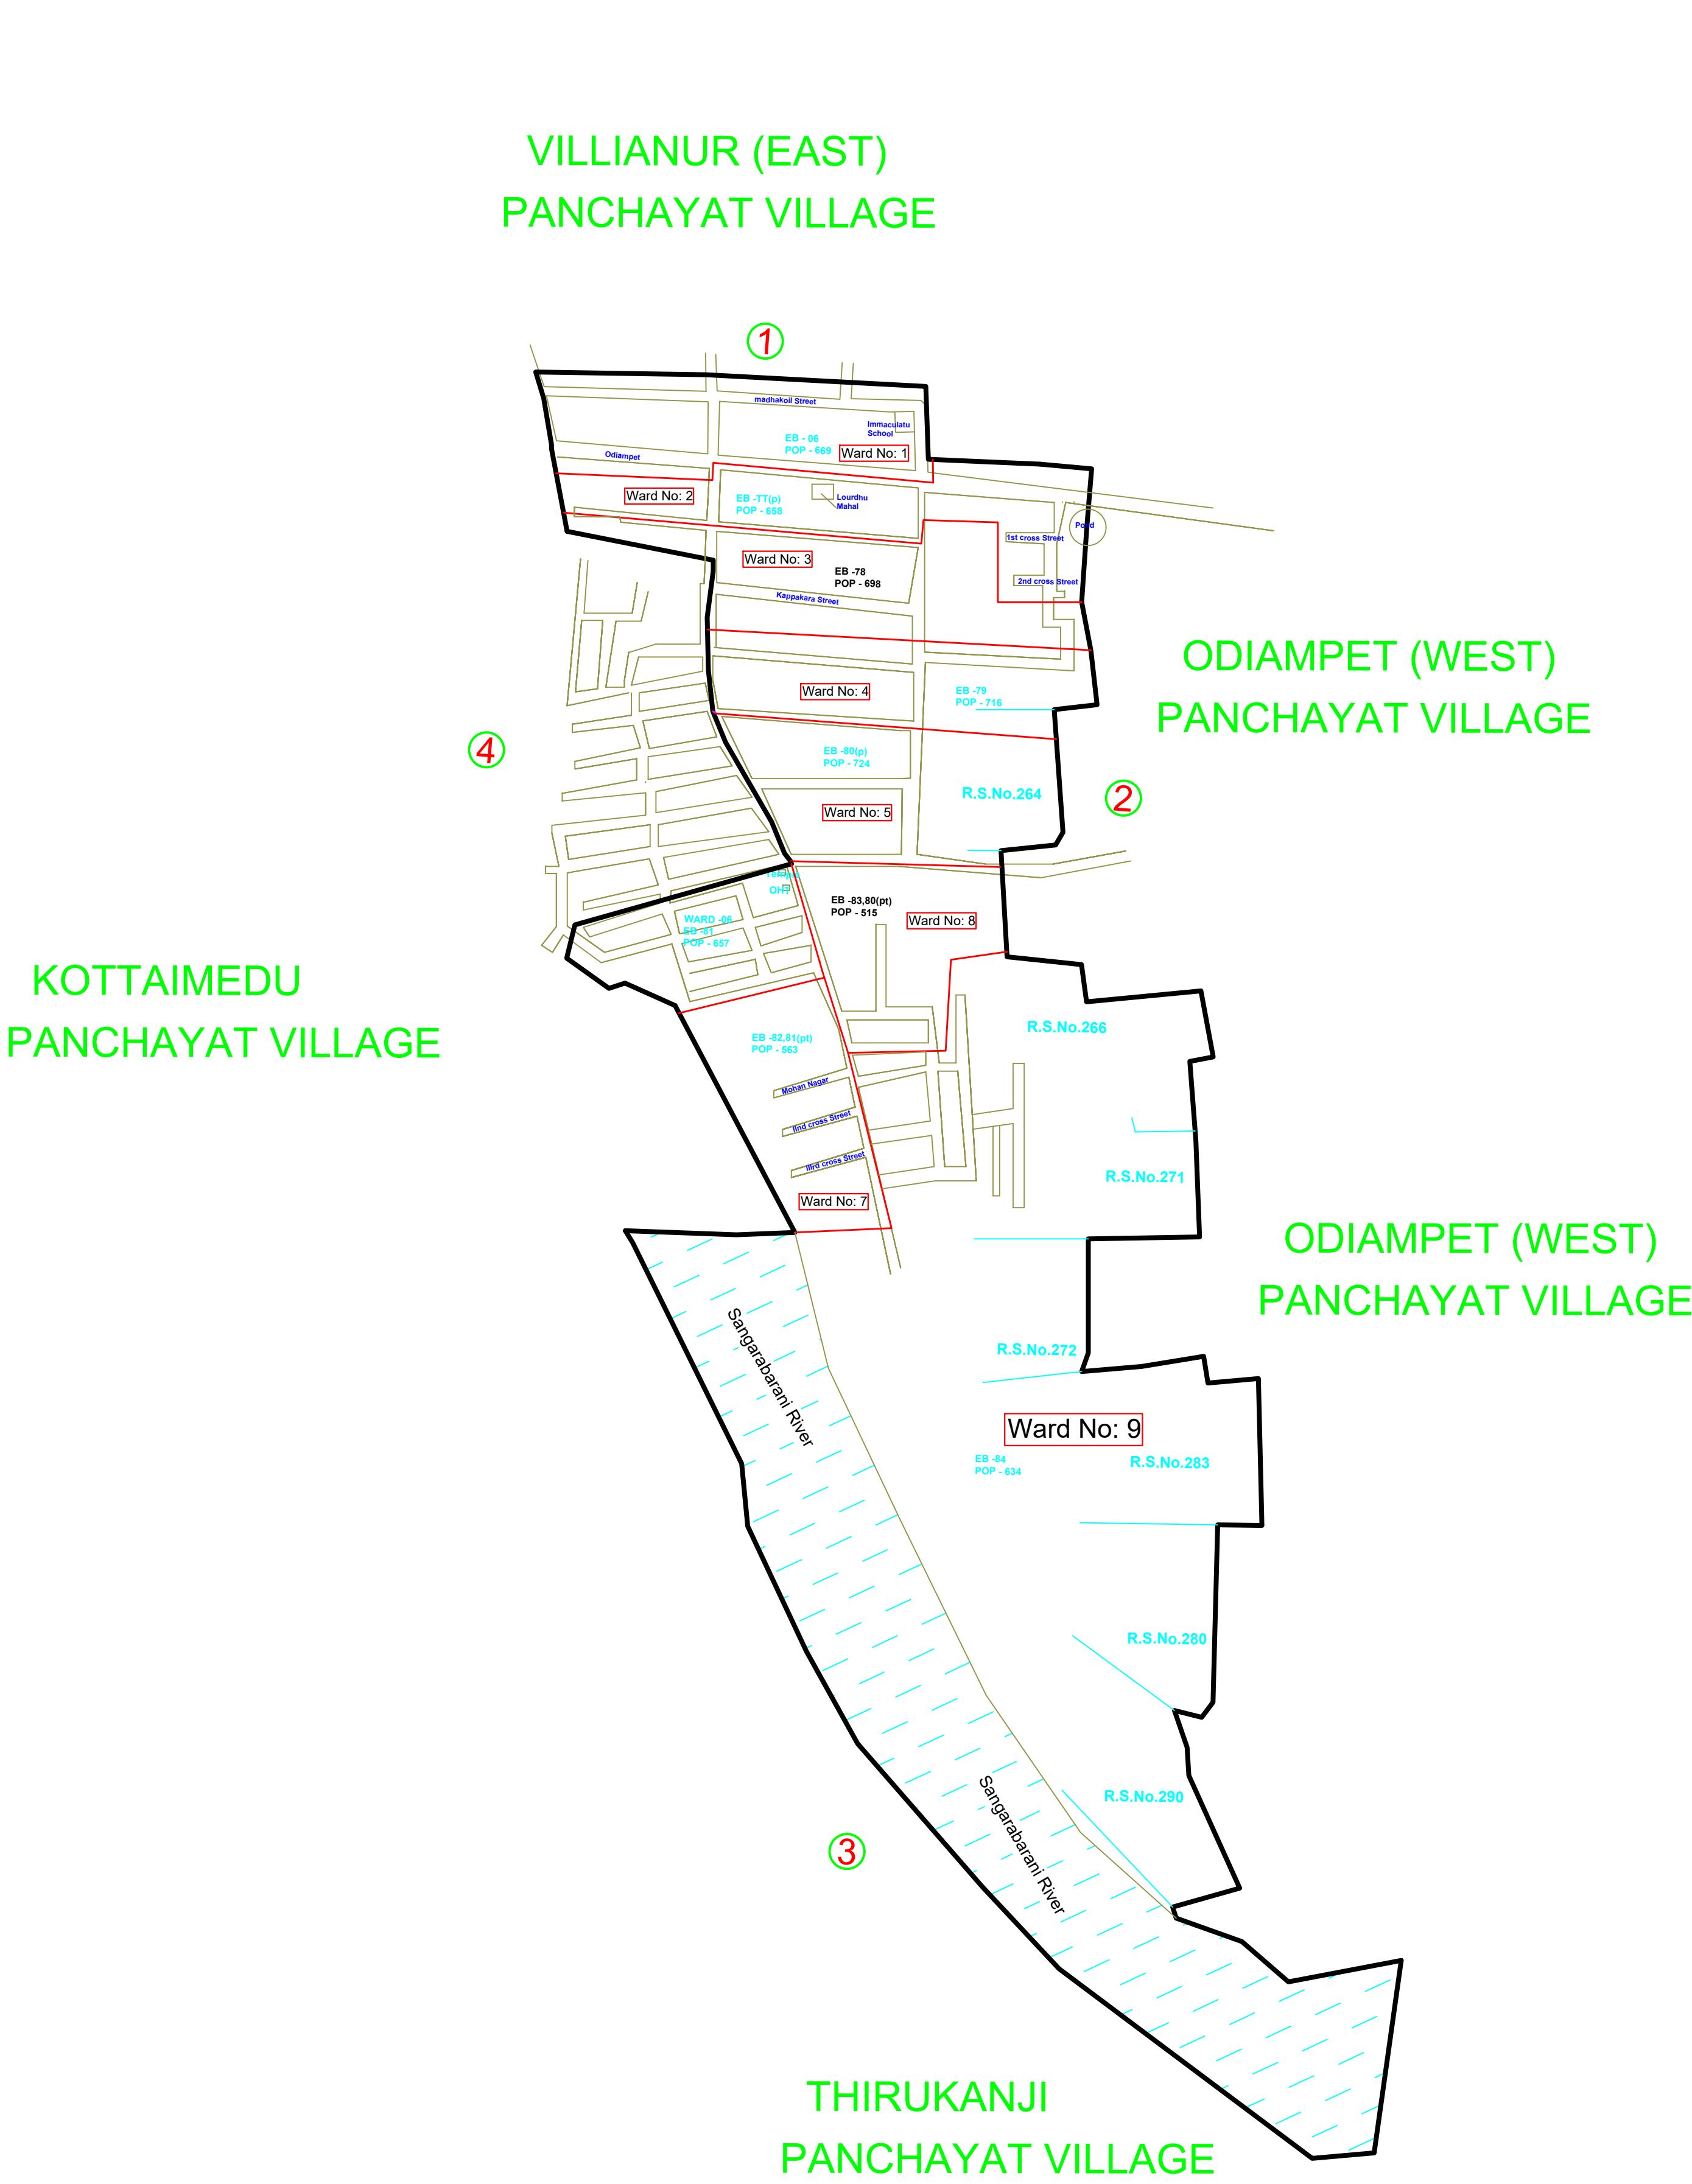 VILLIANUR (EAST)
PANCHAYAT VILLAGE
1
madhakoil Street
Immaculatu
School
EB - 06
POP - 669
Ward No: 1
Odiampet
Ward No: 2
EB -TT(p)
POP - 658
Lourdhu
Mahal
Pond
1st cross Street
Ward No: 3
EB -78
POP - 698
2nd cross Street
Kappakara Street
ODIAMPET (WEST)
PANCHAYAT VILLAGE
Ward No: 4
EB -79
POP - 716
4
EB -80(p)
POP - 724
R.S.No.264
2
Ward No: 5
OHT
EB -83,80(pt)
POP - 515
Ward No: 8
WARD -06
EB -81
POP - 657
KOTTAIMEDU
PANCHAYAT VILLAGE
R.S.No.266
EB -82,81(pt)
POP - 563
Mohan Nagar
IInd cross Street
IIIrd cross Street
R.S.No.271
Ward No: 7
ODIAMPET (WEST)
PANCHAYAT VILLAGE
Sangarabarani River
R.S.No.272
Ward No: 9
EB -84
POP - 634
R.S.No.283
R.S.No.280
Sangarabarani River
R.S.No.290
3
THIRUKANJI
PANCHAYAT VILLAGE